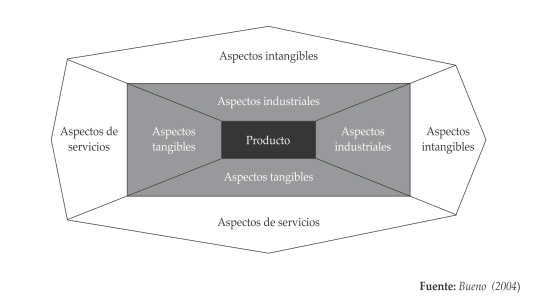 Aspectos intangibles
Aspectos industriales
Aspectos de
servicios
Aspectos
tangibles
Producto
Aspectos
industriales
Aspectos
intangibles
Aspectos tangibles
Aspectos de servicios
Fuente: Bueno (2004)